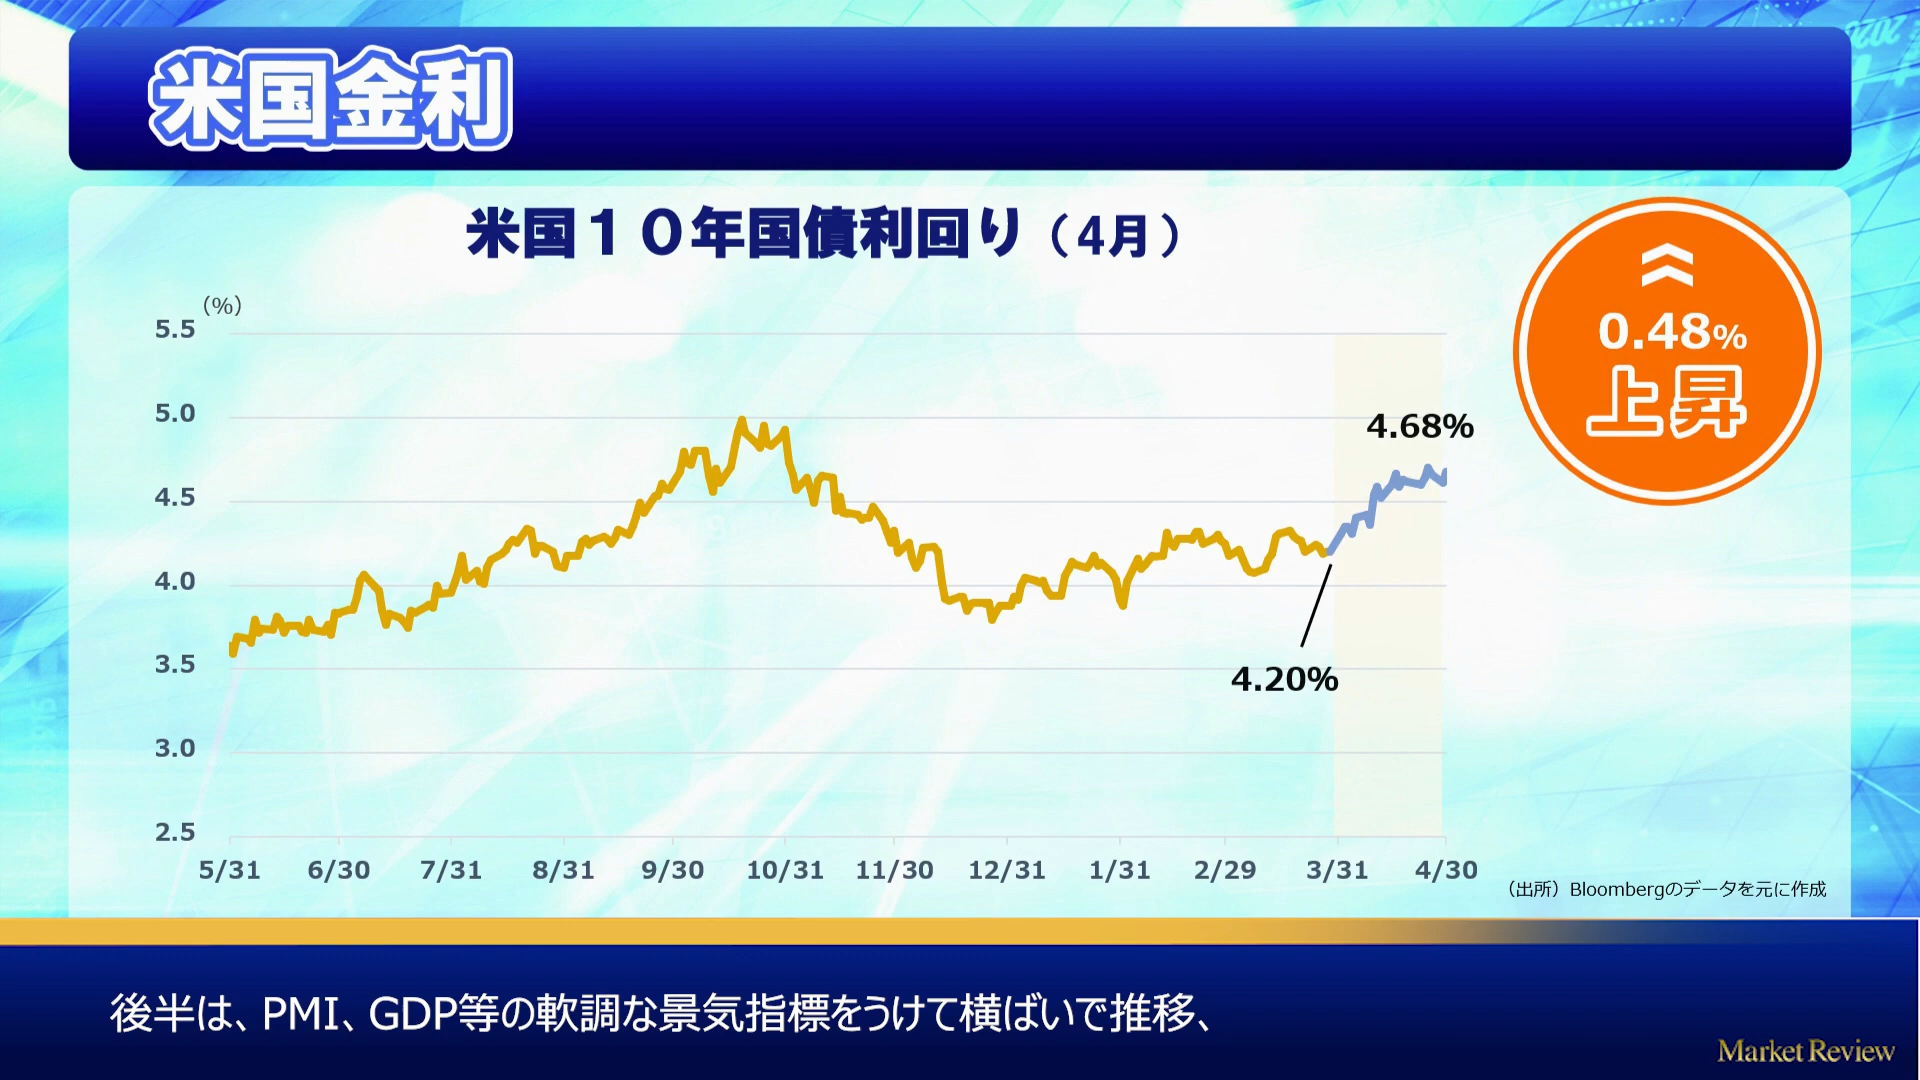 米国金利
米国１０年国債利回り（4月）
0.48%
上昇
（%）
5.5
5.0
4.5
4.0
3.5
3.0
2.5
4.68%
4.20%
5/31 6/30 7/31 8/31 9/30 10/31 11/30 12/31 1/31 2/29 3/31 4/30
（出所）Bloombergのデータを元に作成
後半は、PMI、GDP等の軟調な景気指標をうけて横ばいで推移、
Market Review